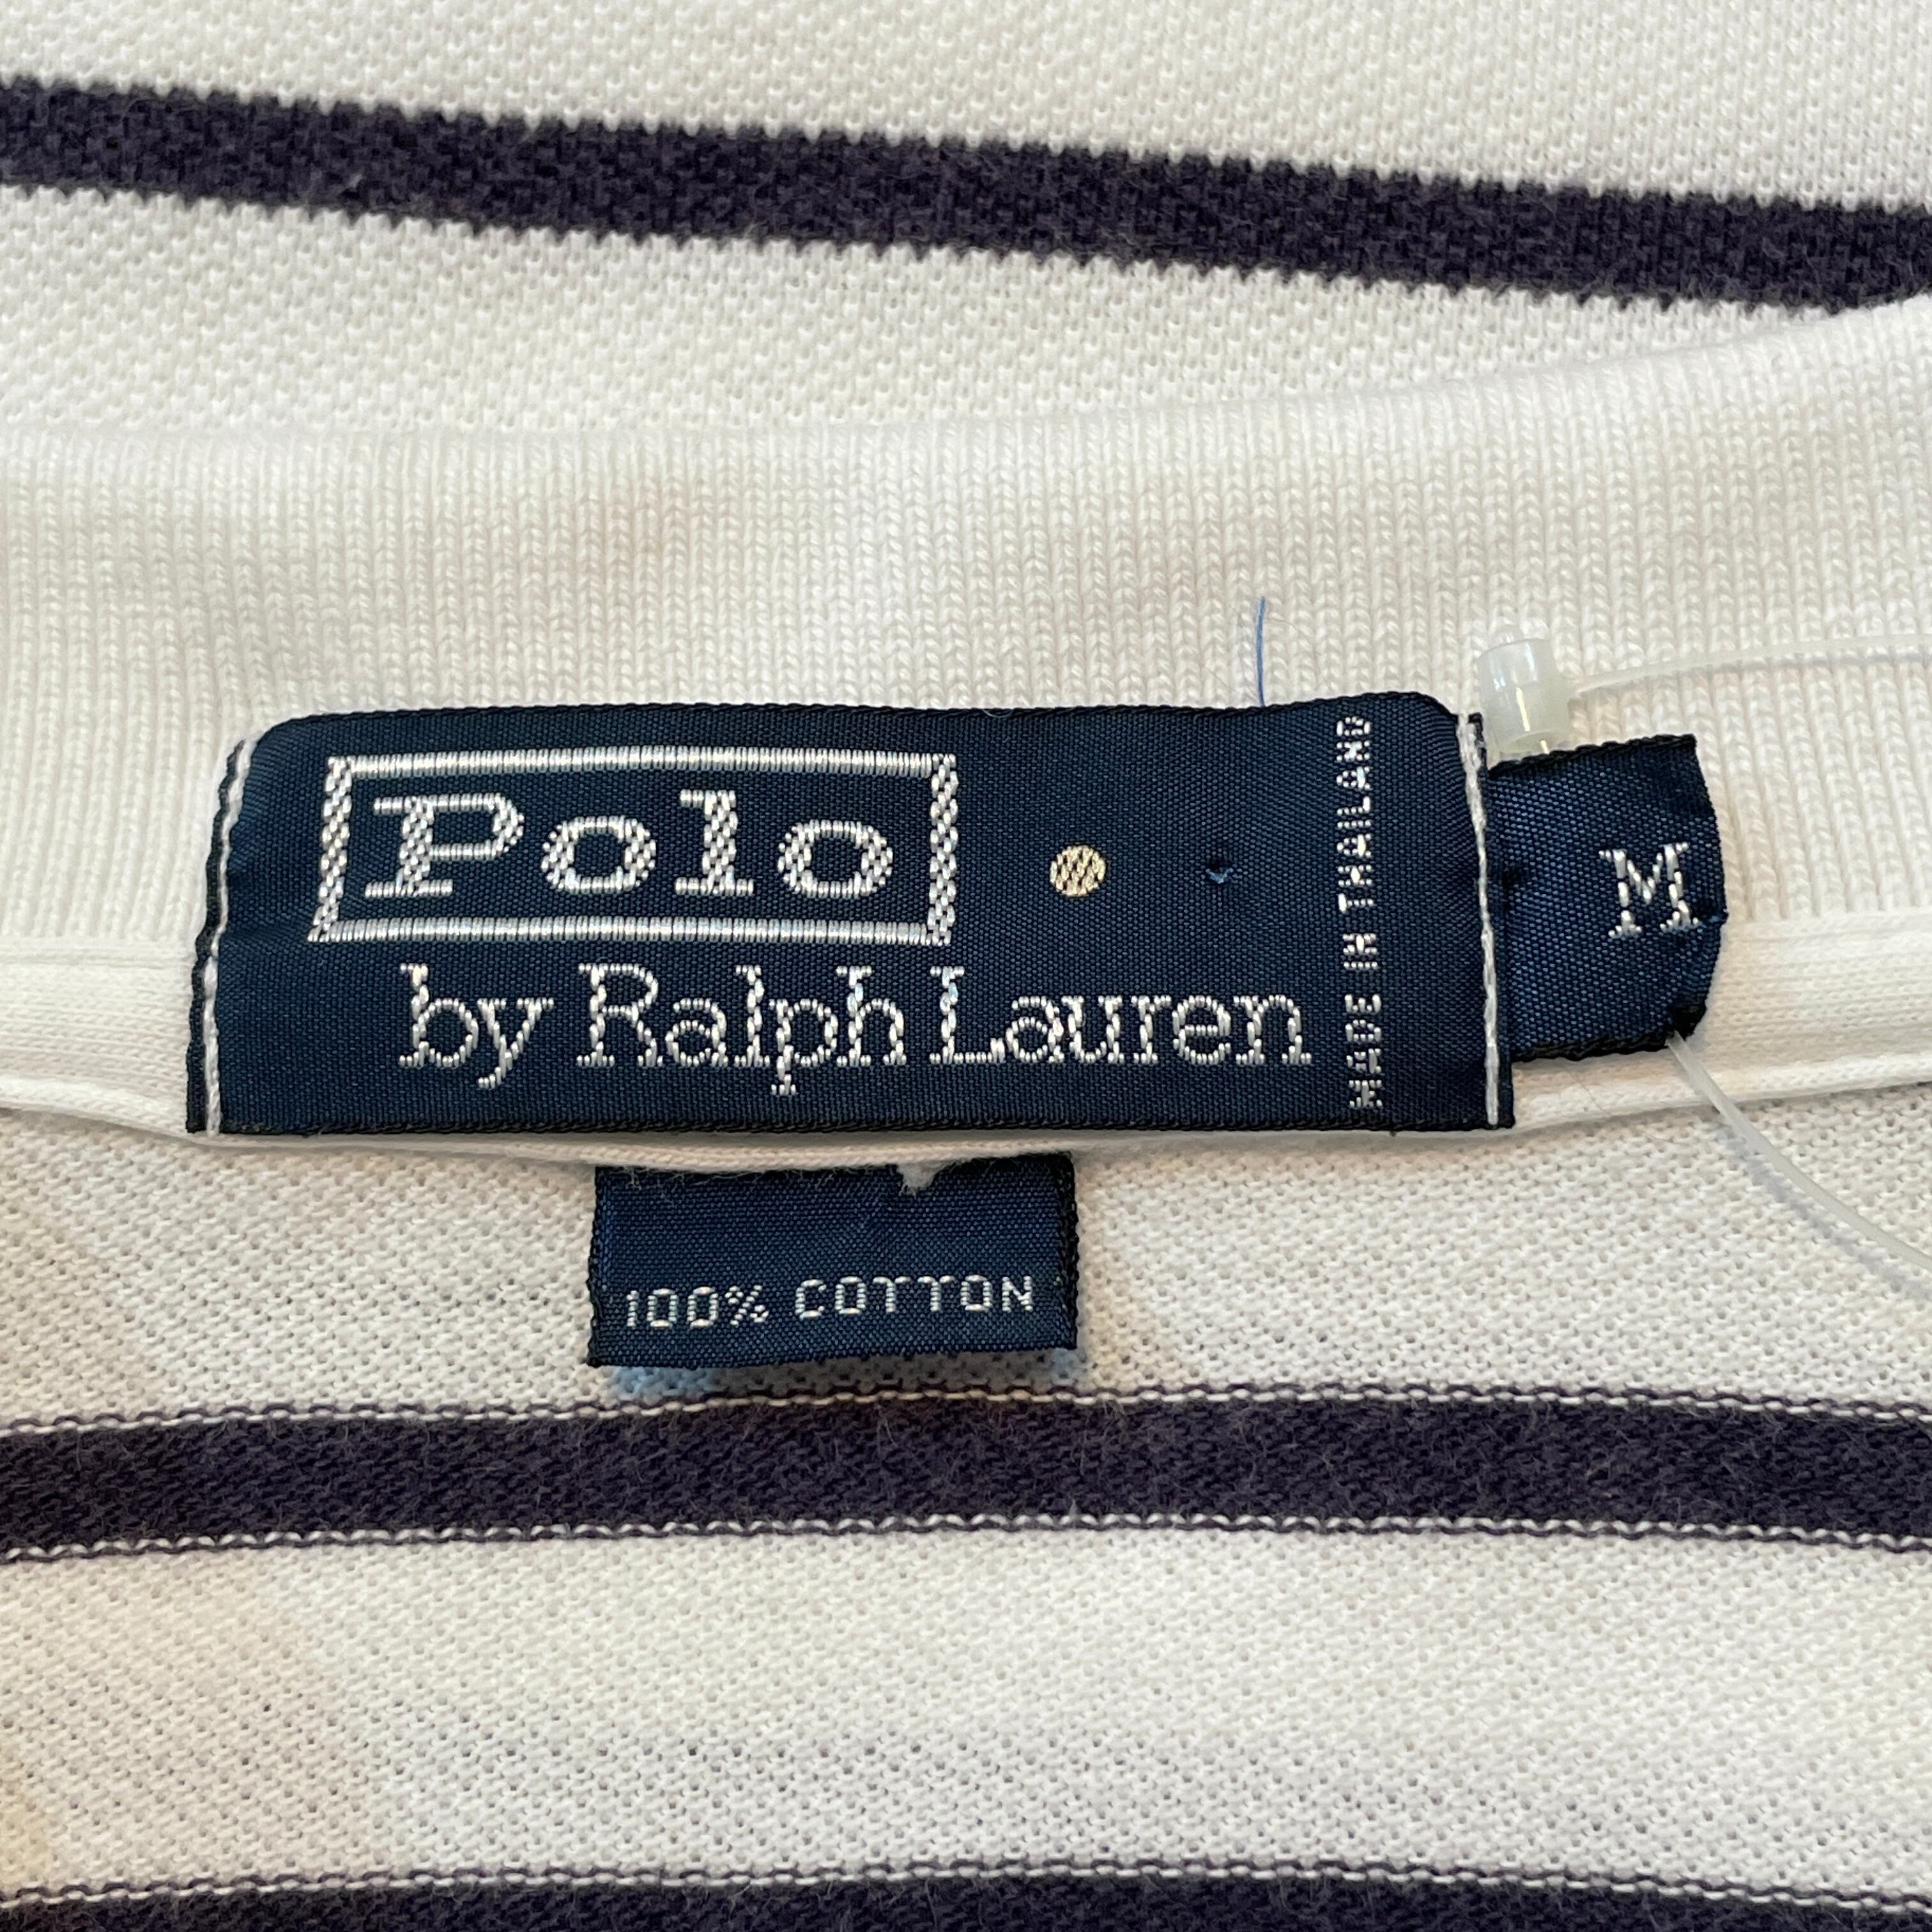 Polo
by Ralph Lauren
MADE IN THAILAND
M
100% COTTON